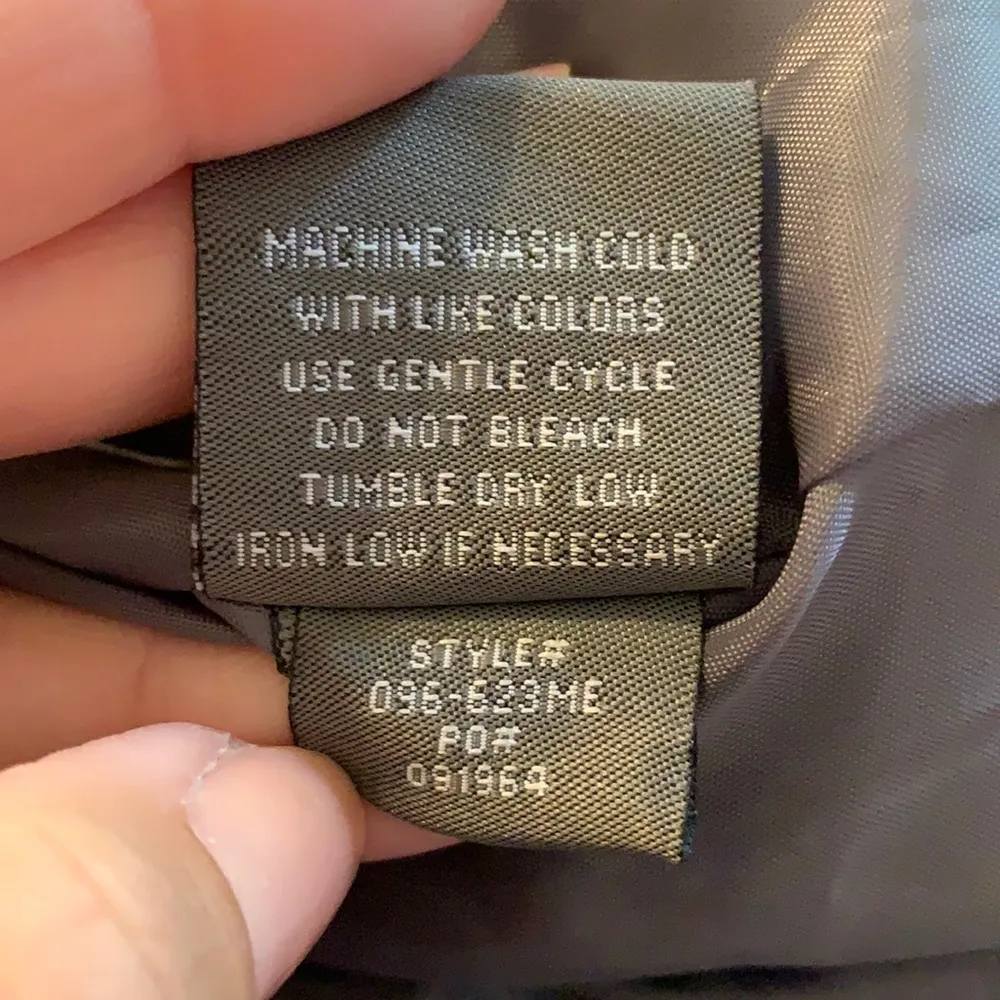 MACHINE WASH COLD
WITH LIKE COLORS
USE GENTLE CYCLE
DO NOT BLEACH
TUMBLE DRY LOW
IRON LOW IF NECESSARY
STYLE#
096-623ME
PO#
091964